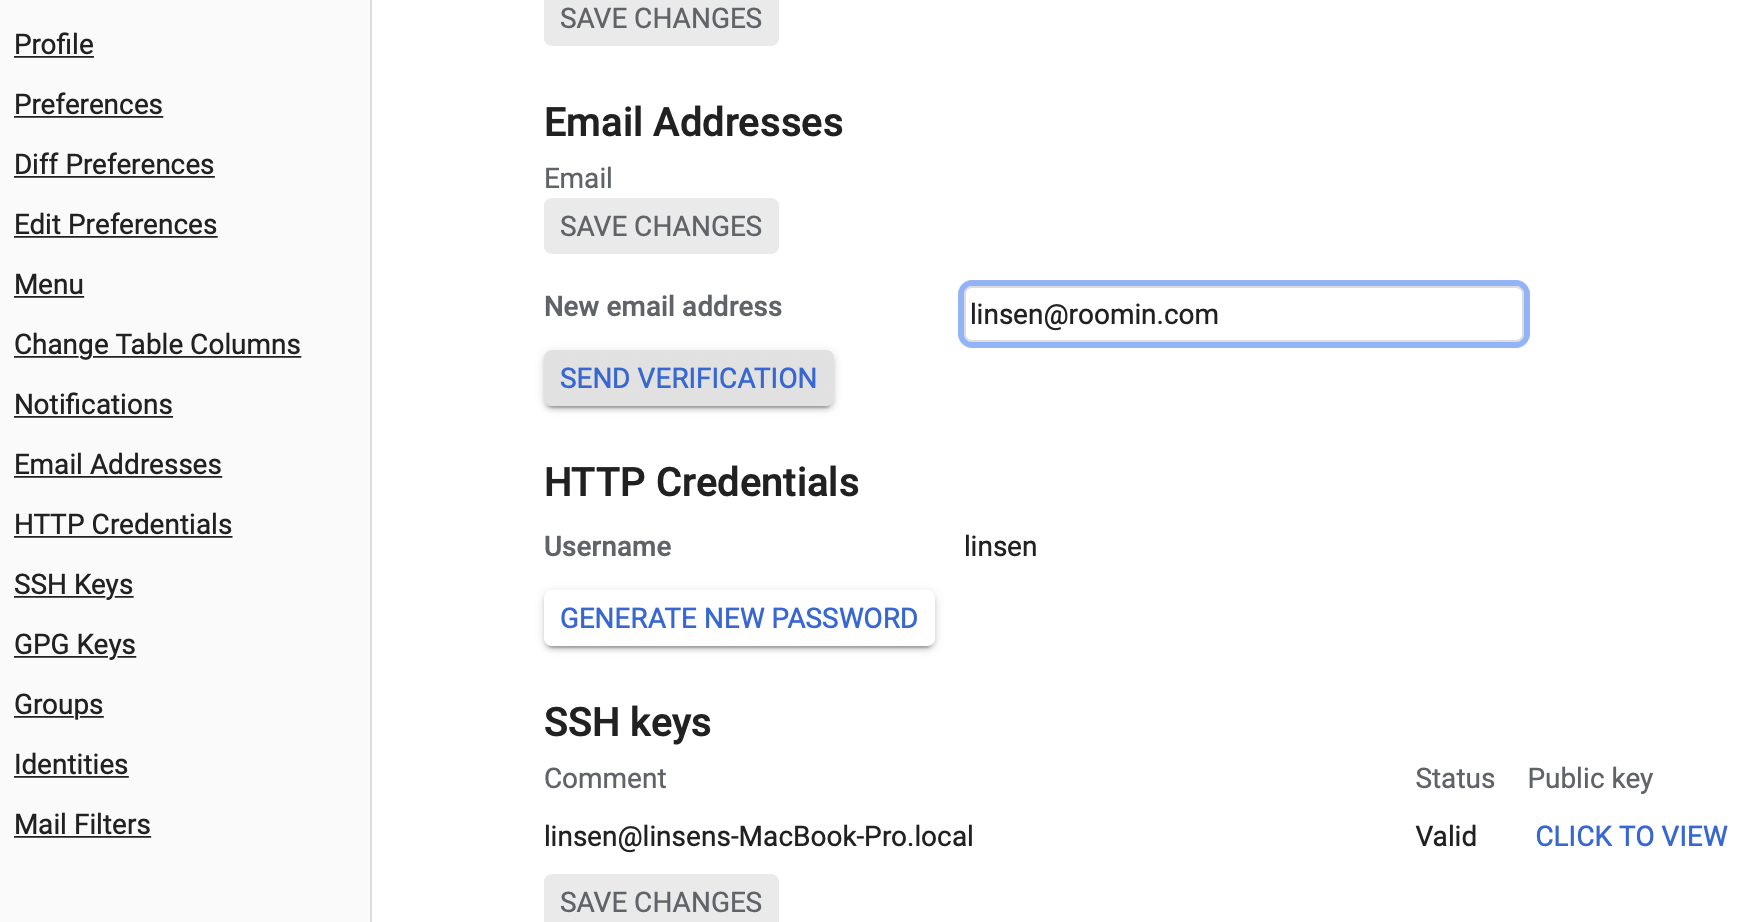 Profile
Preferences
Diff Preferences
Edit Preferences
Menu
Change Table Columns
Notifications
Email Addresses
HTTP Credentials
SSH Keys
GPG Keys
Groups
Identities
Mail Filters
SAVE CHANGES
Email Addresses
Email
SAVE CHANGES
New email address linsen@roomin.com
SEND VERIFICATION
HTTP Credentials
Username linsen
GENERATE NEW PASSWORD
SSH keys
Comment Status Public key
linsen@linsens-MacBook-Pro.local Valid CLICK TO VIEW
SAVE CHANGES